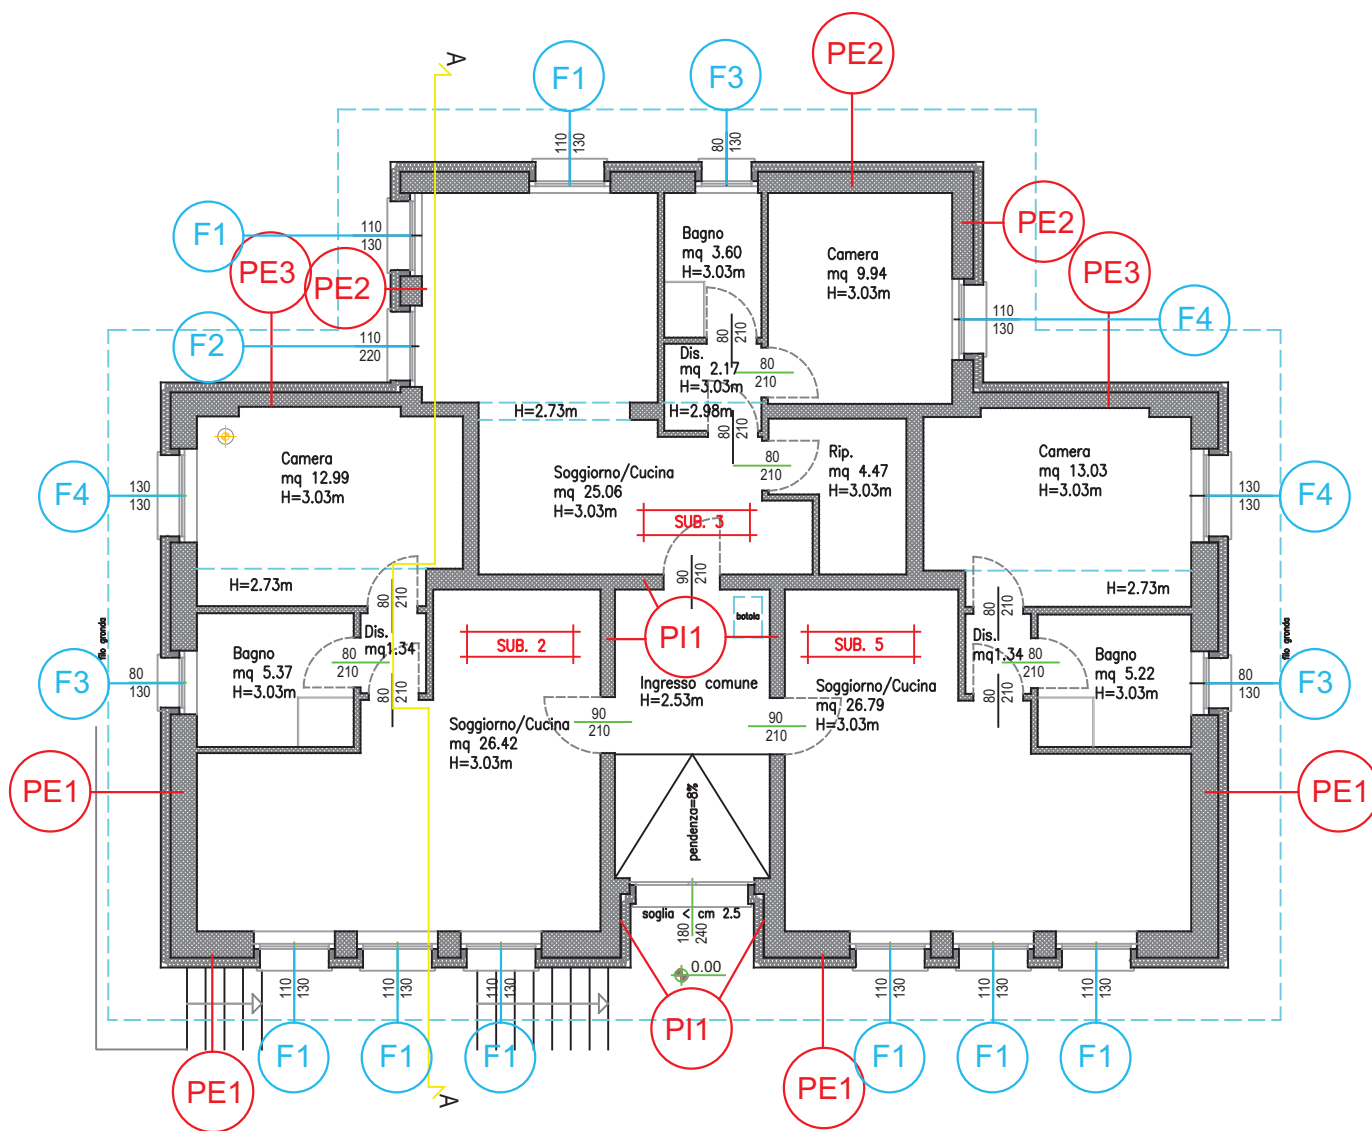 A
F1
F3
PE2
110
130
80
130
F1
110
130
PE3
PE2
F2
110
220
Bagno
mq 3.60
H=3.03m
Camera
mq 9.94
H=3.03m
PE2
PE3
110
130
F4
80
210
Dis.
mq 2.17
H=3.03m
80
210
H=2.73m
H=2.98m
80
210
Camera
mq 12.99
H=3.03m
Soggiorno/Cucina
mq 25.06
H=3.03m
80
210
Rip.
mq 4.47
H=3.03m
Camera
mq 13.03
H=3.03m
F4
130
130
130
130
F4
SUB. 3
H=2.73m
H=2.73m
80
210
90
210
botola
80
210
filo gronda
filo gronda
Bagno
mq 5.37
H=3.03m
Dis.
mq1.34
80
210
80
210
SUB. 2
PI1
SUB. 5
Dis.
mq1.34
80
210
80
210
Bagno
mq 5.22
H=3.03m
F3
80
130
80
130
F3
Ingresso comune
H=2.53m
Soggiorno/Cucina
mq 26.42
H=3.03m
90
210
90
210
Soggiorno/Cucina
mq 26.79
H=3.03m
PE1
PE1
pendenza=8%
soglia < cm 2.5
180
240
0.00
110
130
110
130
110
130
110
130
110
130
110
130
PI1
F1
F1
F1
F1
F1
F1
PE1
PE1
A